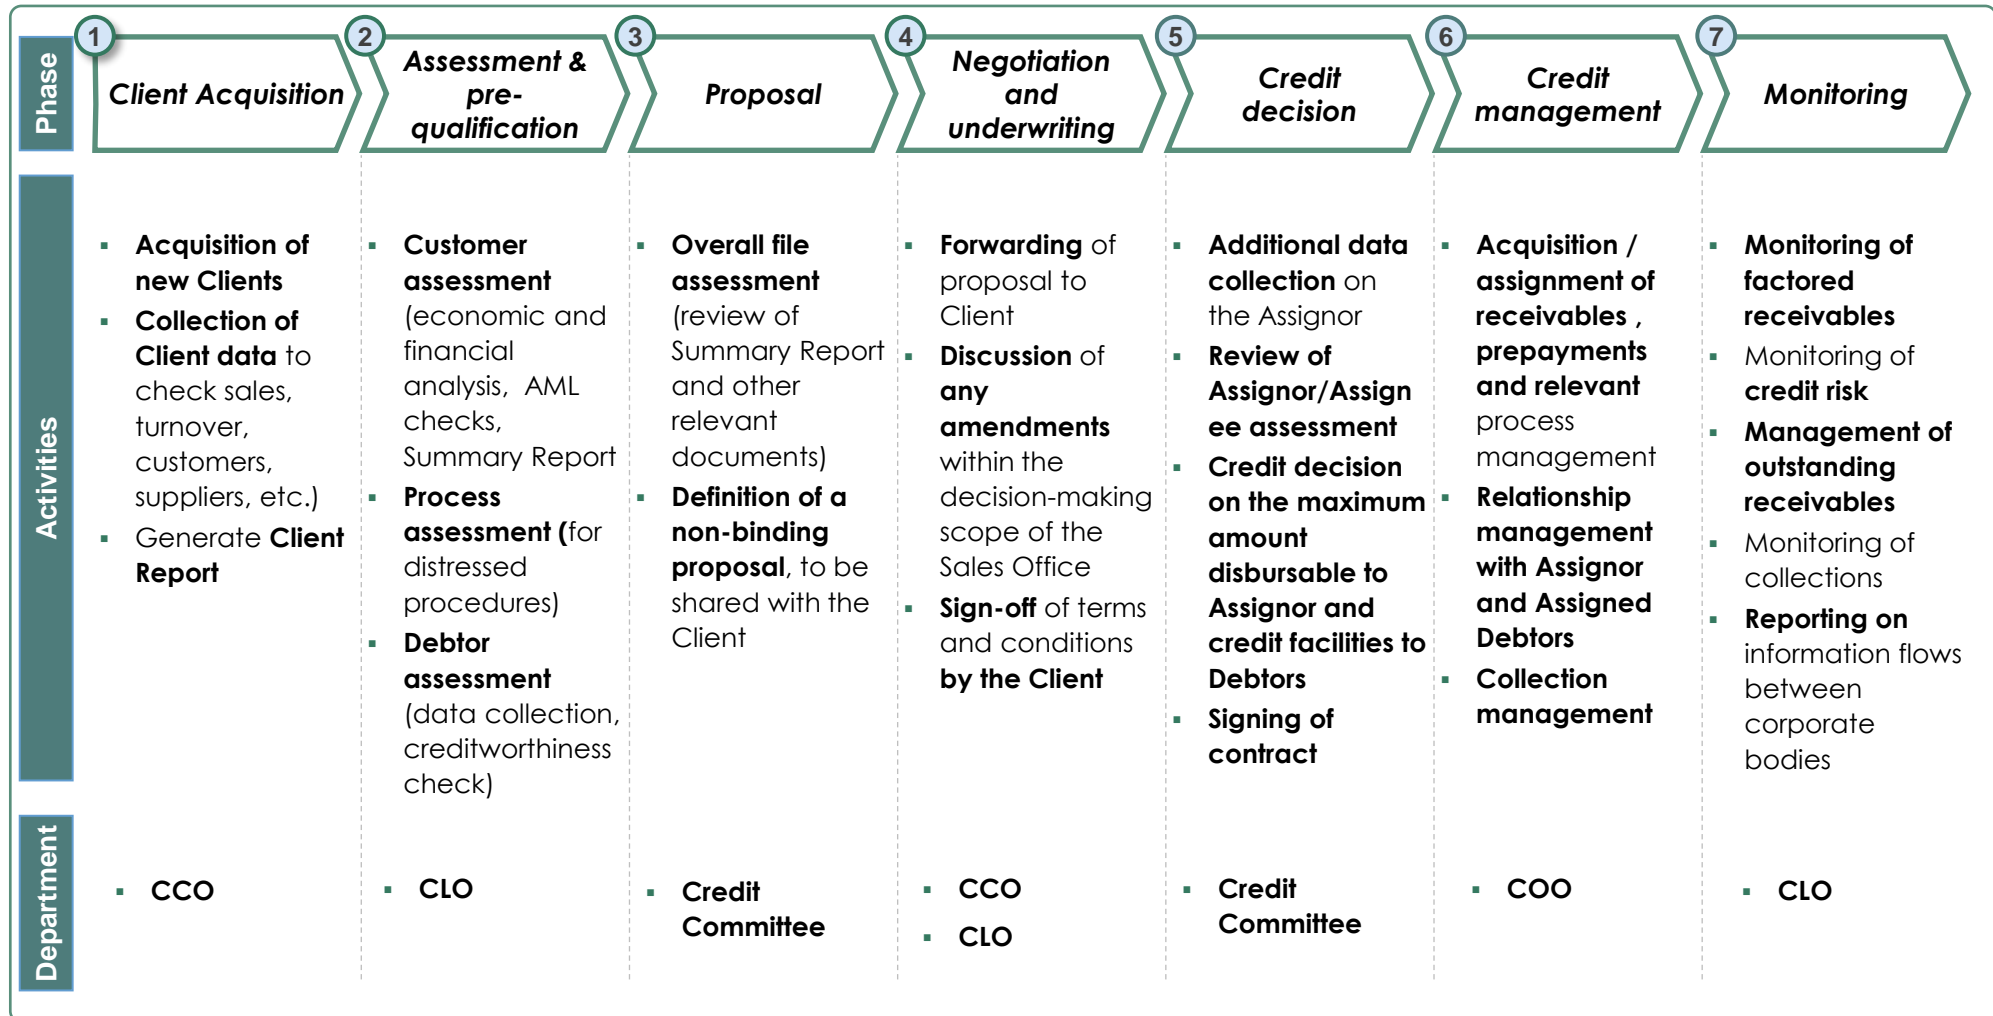 Phase
1
Client Acquisition
2
Assessment &
pre-
qualification
3
Proposal
4
Negotiation
and
underwriting
5
Credit
decision
6
Credit
management
7
Monitoring
Activities
▪ Acquisition of
new Clients
▪ Collection of
Client data to
check sales,
turnover,
customers,
suppliers, etc.)
▪ Generate Client
Report
▪ Customer
assessment
(economic and
financial
analysis, AML
checks,
Summary Report
▪ Process
assessment (for
distressed
procedures)
▪ Debtor
assessment
(data collection,
creditworthiness
check)
▪ Overall file
assessment
(review of
Summary Report
and other
relevant
documents)
▪ Definition of a
non-binding
proposal, to be
shared with the
Client
▪ Forwarding of
proposal to
Client
▪ Discussion of
any
amendments
within the
decision-making
scope of the
Sales Office
▪ Sign-off of terms
and conditions
by the Client
▪ Additional data
collection on
the Assignor
▪ Review of
Assignor/Assign
ee assessment
▪ Credit decision
on the maximum
amount
disbursable to
Assignor and
credit facilities to
Debtors
▪ Signing of
contract
▪ Acquisition /
assignment of
receivables ,
prepayments
and relevant
process
management
▪ Relationship
management
with Assignor
and Assigned
Debtors
▪ Collection
management
▪ Monitoring of
factored
receivables
▪ Monitoring of
credit risk
▪ Management of
outstanding
receivables
▪ Monitoring of
collections
▪ Reporting on
information flows
between
corporate
bodies
Department
▪ CCO
▪ CLO
▪ Credit
Committee
▪ CCO
▪ CLO
▪ Credit
Committee
▪ COO
▪ CLO